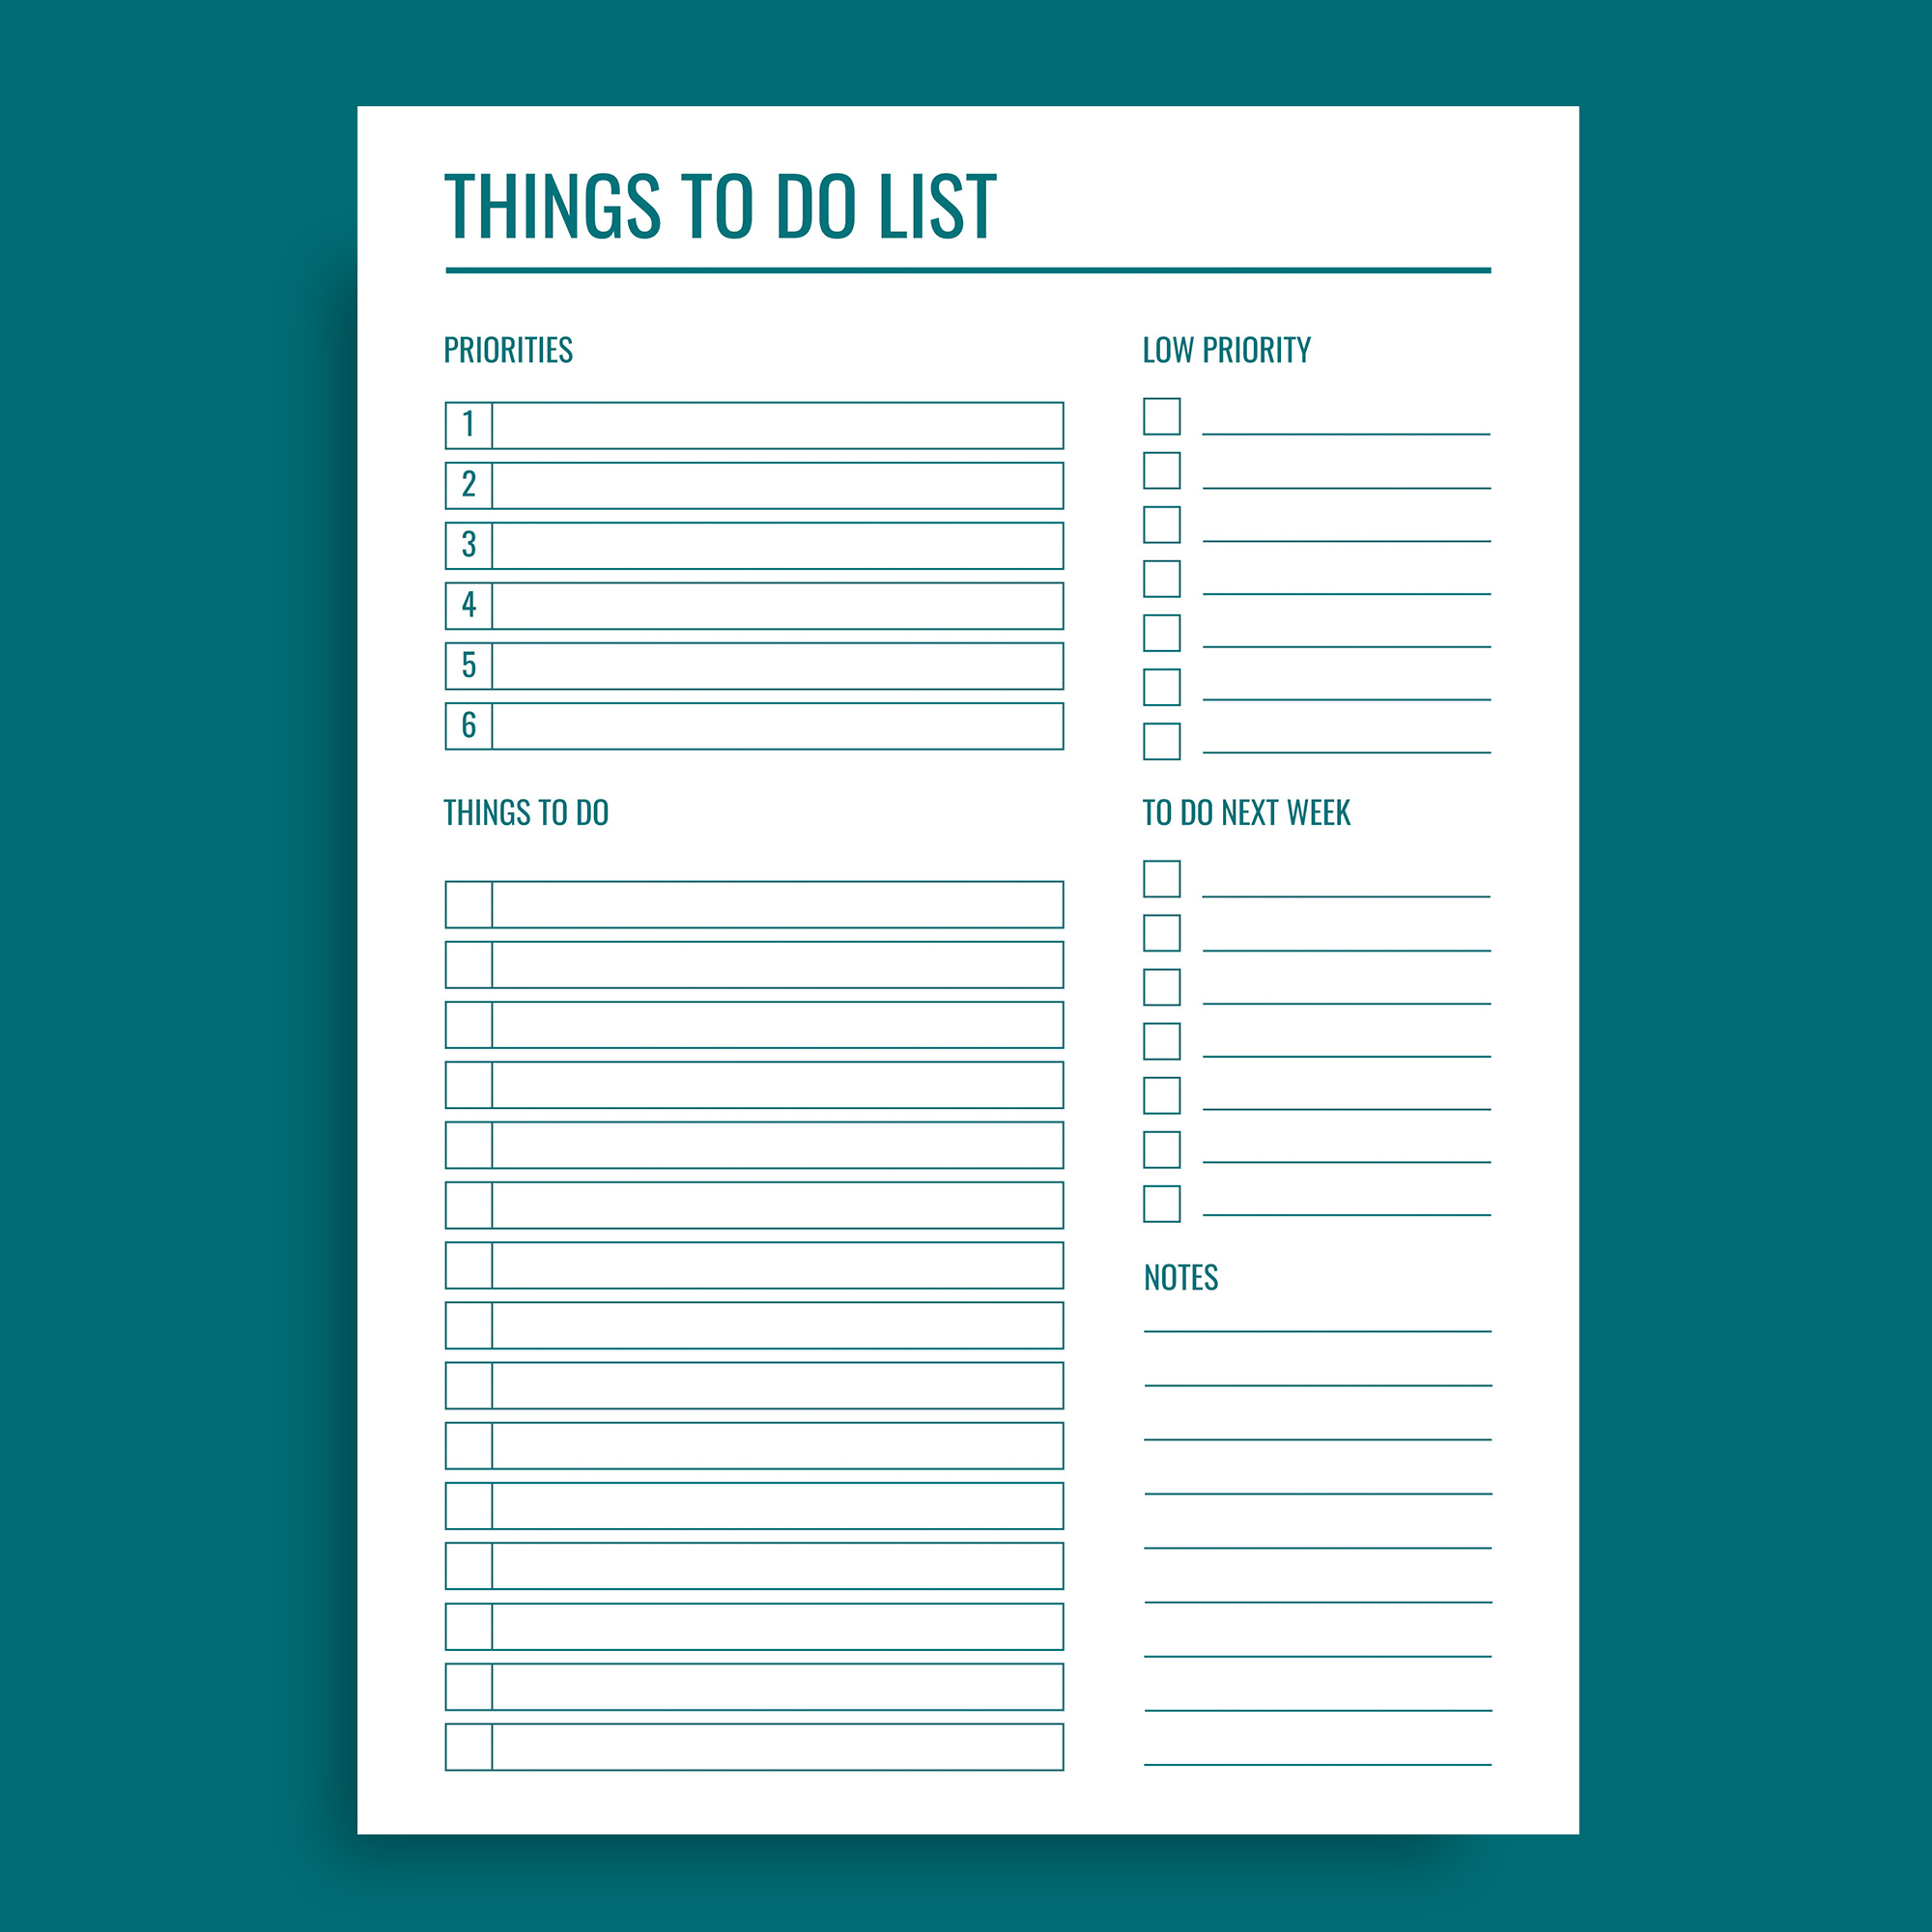 THINGS TO DO LIST
PRIORITIES
1
2
3
4
5
6
THINGS TO DO
LOW PRIORITY
TO DO NEXT WEEK
NOTES